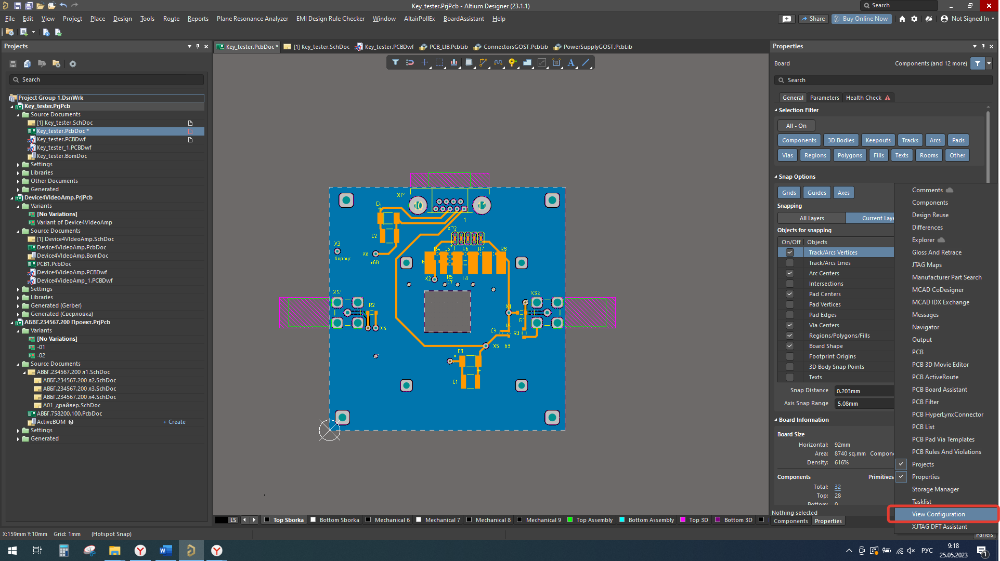 Key_tester.PrjPcb - Altium Designer (23.1.1)
Search
File Edit View Project Place Design Tools Route Reports Plane Resonance Analyzer EMI Design Rule Checker Window AltairPollEx BoardAssistant Help
Share
Buy Online Now
Not Signed In
Projects
Search
Project Group 1.DsnWrk
Key_tester.PrjPcb
Source Documents
[1] Key_tester.SchDoc
Key_tester.PcbDoc *
Key_tester.PCBDwf
Key_tester_1.PCBDwf
Key_tester.BomDoc
Settings
Libraries
Other Documents
Generated
Device4VIdeoAmp.PrjPcb
Variants
[No Variations]
Variant of Device4VIdeoAmp
Source Documents
[1] Device4VIdeoAmp.SchDoc
Device4VIdeoAmp.PcbDoc
Device4VIdeoAmp.BomDoc
PCB1.PcbDoc
Device4VideoAmp.PCBDwf
Device4VideoAmp_1.PCBDwf
Settings
Libraries
Generated (Gerber)
Generated (Сверловка)
АБВГ.234567.200 Проект.PrjPcb
Variants
[No Variations]
-01
-02
Source Documents
АВБГ.234567.200 л1.SchDoc
АВБГ.234567.200 л2.SchDoc
АВБГ.234567.200 л3.SchDoc
АВБГ.234567.200 л4.SchDoc
А01_драйвер.SchDoc
АВБГ.758200.100.PcbDoc
ActiveBOM
+ Create
Settings
Generated
Key_tester.PcbDoc *
[1] Key_tester.SchDoc
Key_tester.PCBDwf
PCB_LIB.PcbLib
ConnectorsGOST.PcbLib
PowerSupplyGOST.PcbLib
10
11
1
C2
X3
Корпус
X6
+6Н
R4
R6
R7
R8
X2
R5
XS1
R2
X4
XS2
X1
R3
X5
C3
C1
LS
Top Sborka
Bottom Sborka
Mechanical 6
Mechanical 7
Mechanical 8
Mechanical 9
Top Assembly
Bottom Assembly
Top 3D
Bottom 3D
Properties
Board
Components (and 12 more)
Search
General
Parameters
Health Check
Selection Filter
All - On
Components
3D Bodies
Keepouts
Tracks
Arcs
Pads
Vias
Regions
Polygons
Fills
Texts
Rooms
Other
Snap Options
Grids
Guides
Axes
Snapping
All Layers
Current Laye
Objects for snapping
On/Off
Objects
Track/Arcs Vertices
Track/Arcs Lines
Arc Centers
Intersections
Pad Centers
Pad Vertices
Pad Edges
Via Centers
Regions/Polygons/Fills
Board Shape
Footprint Origins
3D Body Snap Points
Texts
Snap Distance
0.203mm
Axis Snap Range
5.08mm
Board Information
Board Size
Horizontal: 92mm
Area: 8740 sq.mm
Compon
Density: 616%
Components
Primitives
Total: 32
Top: 28
Bottom: 0
Nothing selected
Components
Properties
Comments
Components
Design Reuse
Differences
Explorer
Gloss And Retrace
JTAG Maps
Manufacturer Part Search
MCAD CoDesigner
MCAD IDX Exchange
Messages
Navigator
Output
PCB
PCB 3D Movie Editor
PCB ActiveRoute
PCB Board Assistant
PCB Filter
PCB HyperLynxConnector
PCB List
PCB Pad Via Templates
PCB Rules And Violations
Projects
Properties
Storage Manager
Tasklist
View Configuration
XJTAG DFT Assistant
Panels
X:159mm Y:10mm
Grid: 1mm
(Hotspot Snap)
РУС
9:18
25.05.2023
1